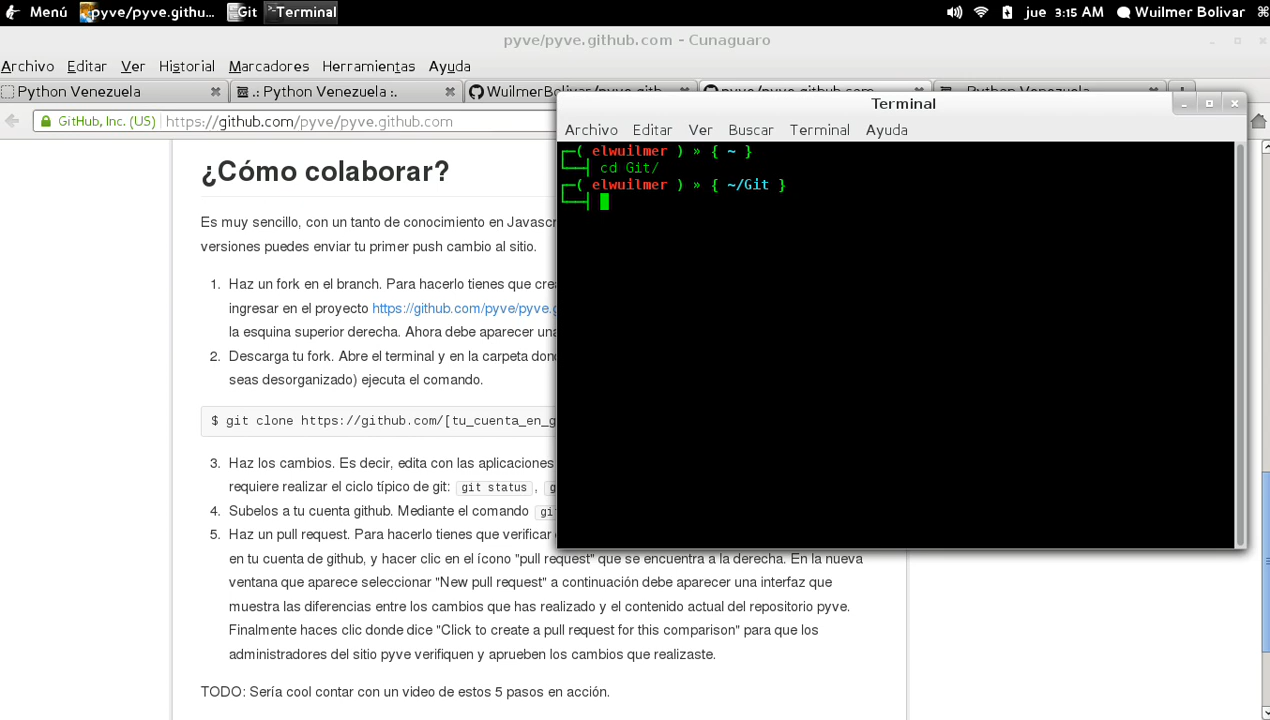 Menú pyve/pyve.githu... Git Terminal jue 3:15 AM Wuilmer Bolivar
pyve/pyve.github.com - Cunaguaro
Archivo Editar Ver Historial Marcadores Herramientas Ayuda
Python Venezuela .: Python Venezuela :. WuilmerBolivar/pyve.gith pyve/pyve.github.com Python Venezuela
GitHub, Inc. (US) https://github.com/pyve/pyve.github.com
Terminal
Archivo Editar Ver Buscar Terminal Ayuda
( elwuilmer ) » { ~ }
cd Git/
( elwuilmer ) » { ~/Git }
¿Cómo colaborar?
Es muy sencillo, con un tanto de conocimiento en Javascr
versiones puedes enviar tu primer push cambio al sitio.
1. Haz un fork en el branch. Para hacerlo tienes que crea
ingresar en el proyecto https://github.com/pyve/pyve.g
la esquina superior derecha. Ahora debe aparecer una
2. Descarga tu fork. Abre el terminal y en la carpeta dond
seas desorganizado) ejecuta el comando.
$ git clone https://github.com/[tu_cuenta_en_g
3. Haz los cambios. Es decir, edita con las aplicaciones
requiere realizar el ciclo típico de git: git status, g
4. Subelos a tu cuenta github. Mediante el comando git
5. Haz un pull request. Para hacerlo tienes que verificar
en tu cuenta de github, y hacer clic en el ícono "pull request" que se encuentra a la derecha. En la nueva
ventana que aparece seleccionar "New pull request" a continuación debe aparecer una interfaz que
muestra las diferencias entre los cambios que has realizado y el contenido actual del repositorio pyve.
Finalmente haces clic donde dice "Click to create a pull request for this comparison" para que los
administradores del sitio pyve verifiquen y aprueben los cambios que realizaste.
TODO: Sería cool contar con un video de estos 5 pasos en acción.